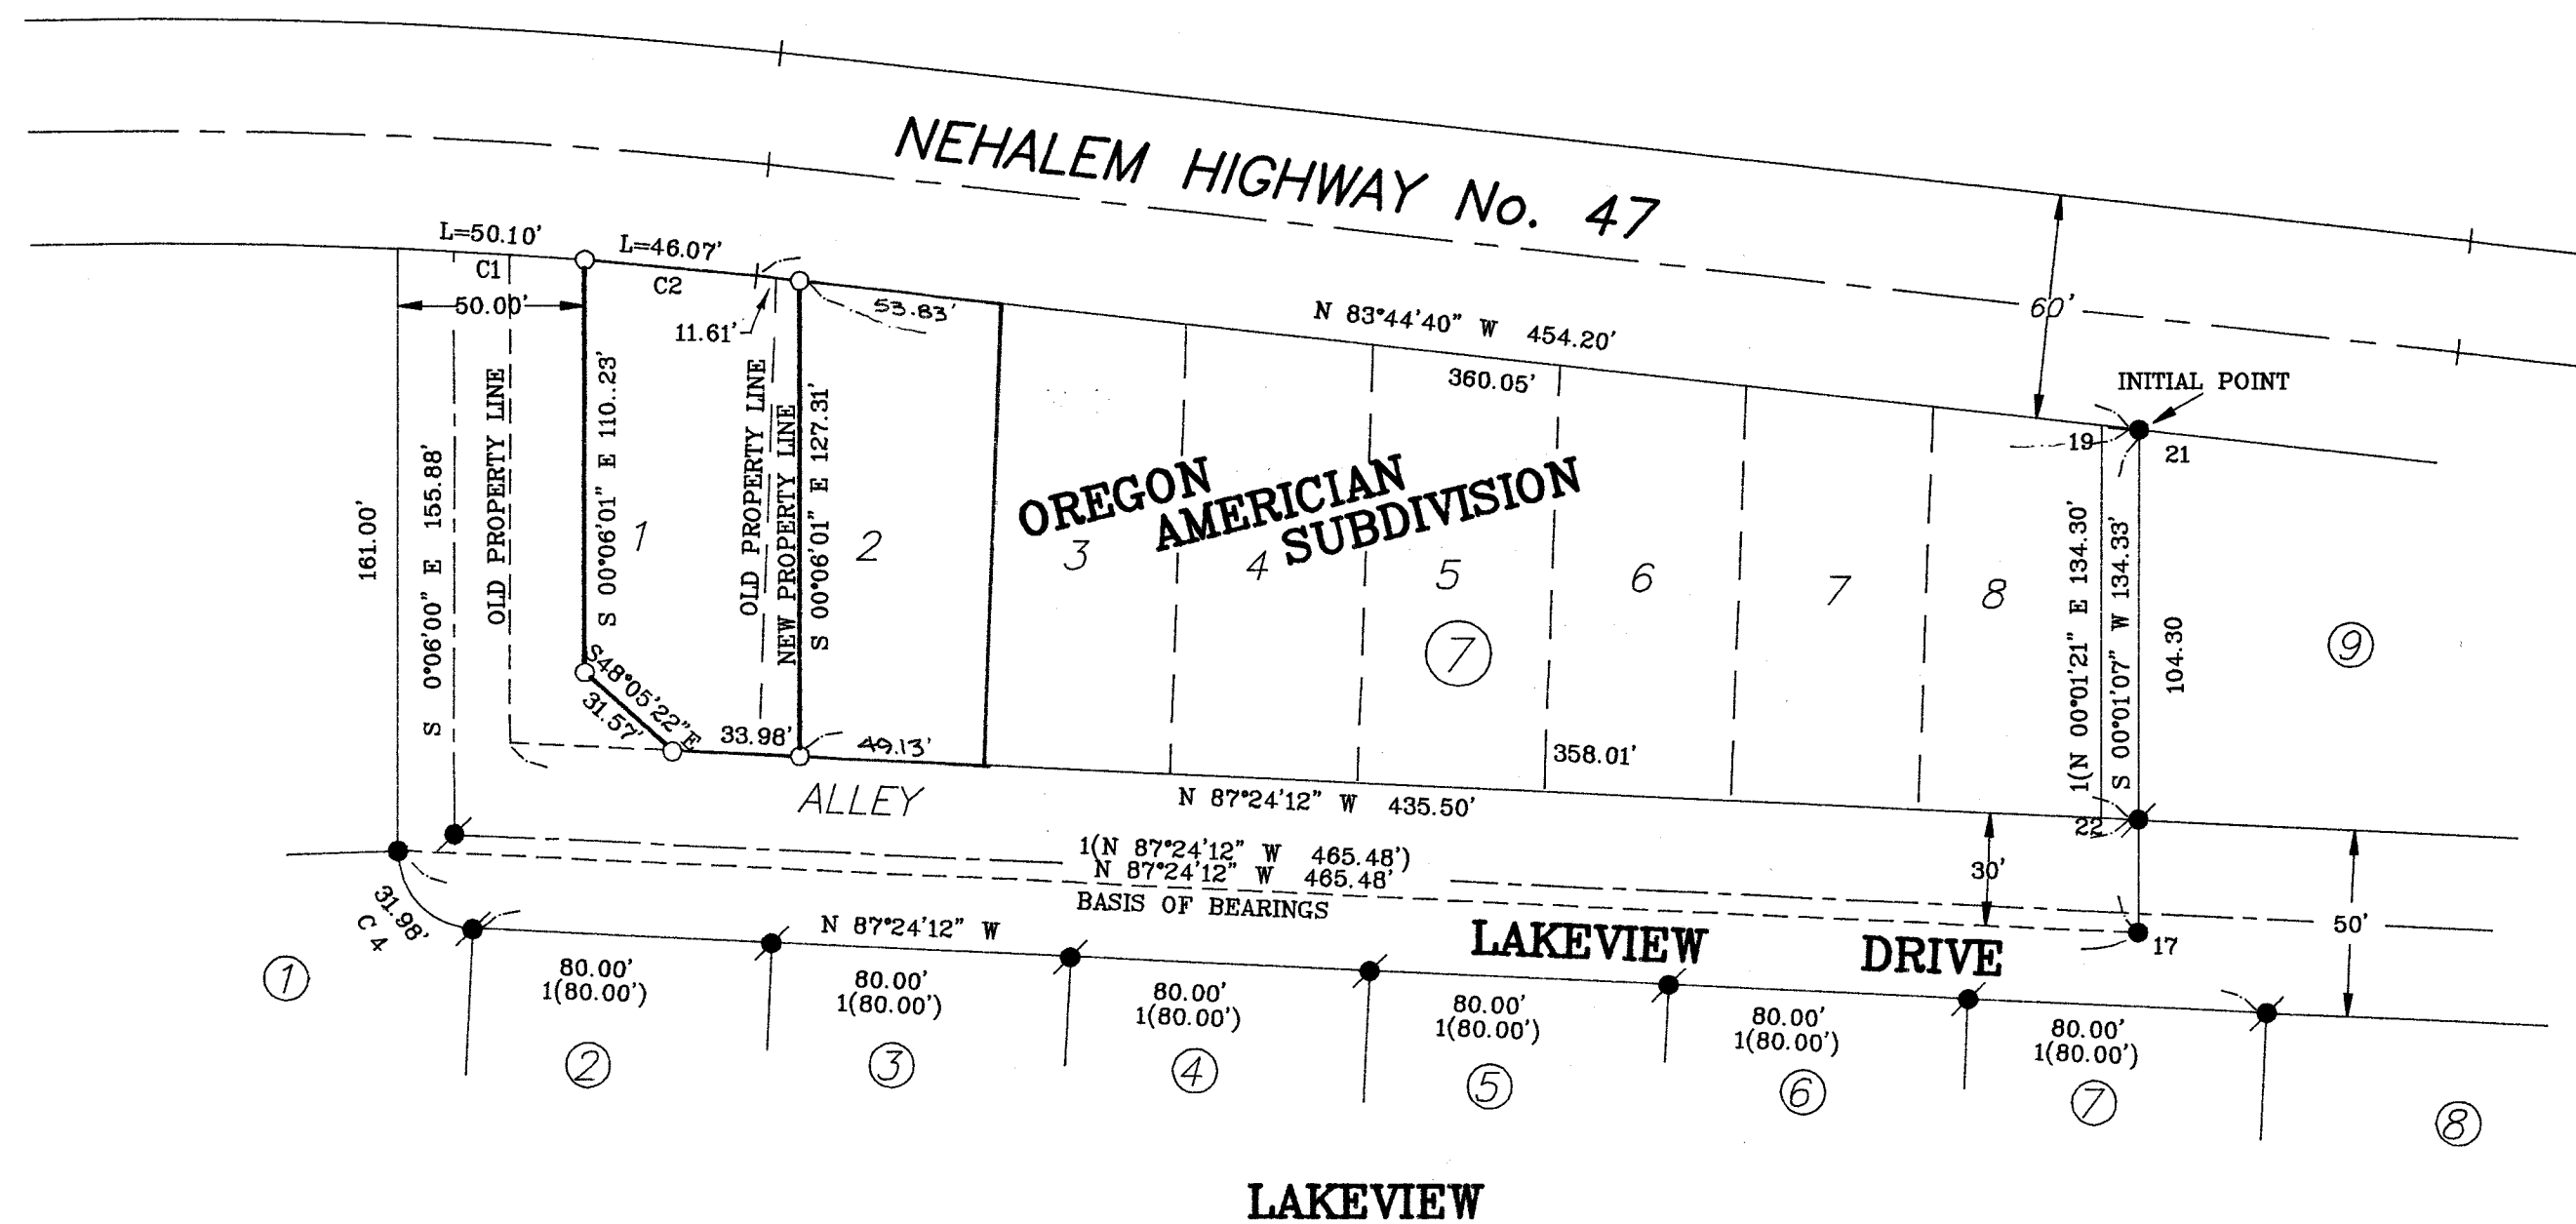 NEHALEM HIGHWAY No. 47
L=50.10'
C1
50.00'
L=46.07'
C2
11.61'
53.83'
N 83°44'40" W 454.20'
360.05'
60'
INITIAL POINT
19
21
161.00'
S 0°06'00" E 155.88'
OLD PROPERTY LINE
S 00°06'01" E 110..23'
1
OLD PROPERTY LINE
NEW PROPERTY LINE
S 00°06'01" E 127.31'
2
OREGON
AMERICIAN
SUBDIVISION
3
4
5
6
7
8
7
1(N 00°01'21" E 134.30'
S 00°01'07" W 134.33'
104.30
9
S48°05'22"E
31.57'
33.98'
49.13'
358.01'
ALLEY
N 87°24'12" W 435.50'
22
1(N 87°24'12" W 465.48')
N 87°24'12" W 465.48'
BASIS OF BEARINGS
30'
50'
31.98'
C 4
N 87°24'12" W
LAKEVIEW DRIVE
17
1
80.00'
1(80.00')
80.00'
1(80.00')
80.00'
1(80.00')
80.00'
1(80.00')
80.00'
1(80.00')
80.00'
1(80.00')
2
3
4
5
6
7
8
LAKEVIEW